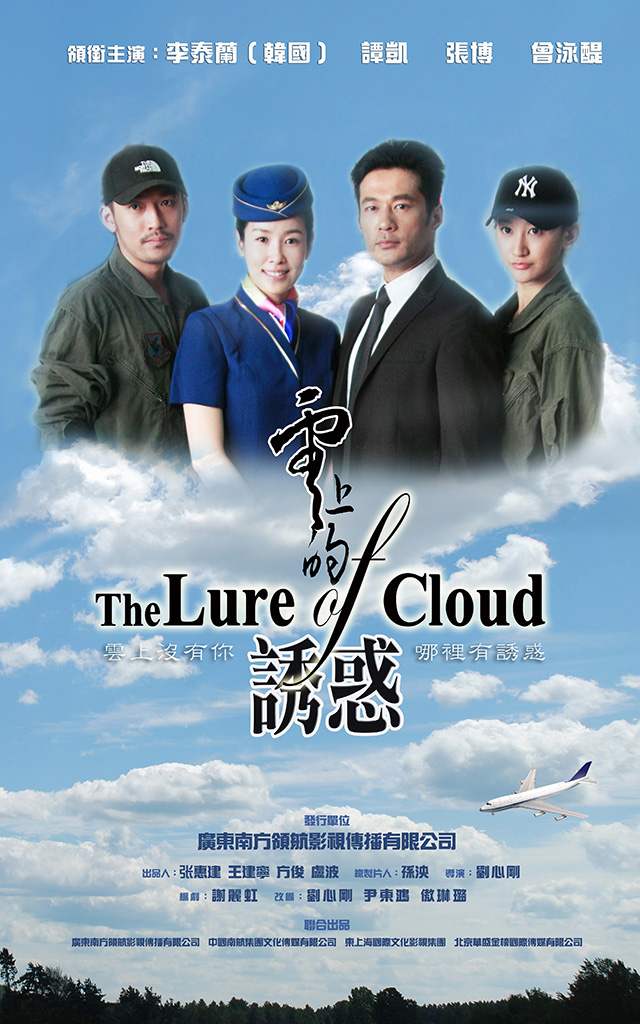 領銜主演：李泰蘭（韓國） 譚凱 張博 曾泳醍
THE NORTH FACE
NY
雲上的
The Lure of Cloud
雲上沒有你 哪裡有誘惑
誘惑
發行單位
廣東南方領航影視傳播有限公司
出品人：张惠建 王建寧 方俊 盧波 總製片人：孫泱 導演：劉心剛
編劇：謝麗虹 改編：劉心剛 尹東鴻 傲琳璐
聯合出品
廣東南方領航影視傳播有限公司 中國南航集團文化傳媒有限公司 東上海國際文化影視集團 北京華盛金榜國際傳媒有限公司